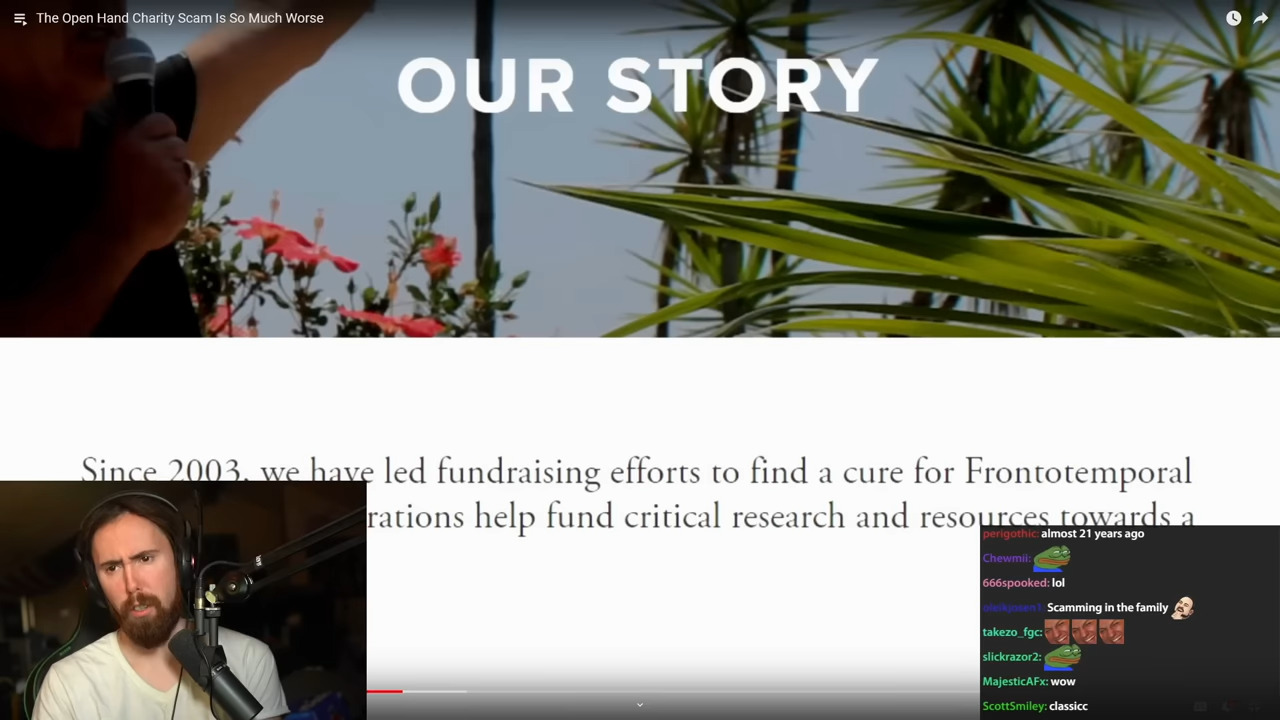 The Open Hand Charity Scam Is So Much Worse
OUR STORY
Since 2003, we have led fundraising efforts to find a cure for Frontotemporal
rations help fund critical research and resources towards a
perigothic: almost 21 years ago
Chewmii:
666spooked: lol
Scamming in the family
takezo_fgc:
slickrazor2:
MajesticAFx: wow
ScottSmiley: classicc